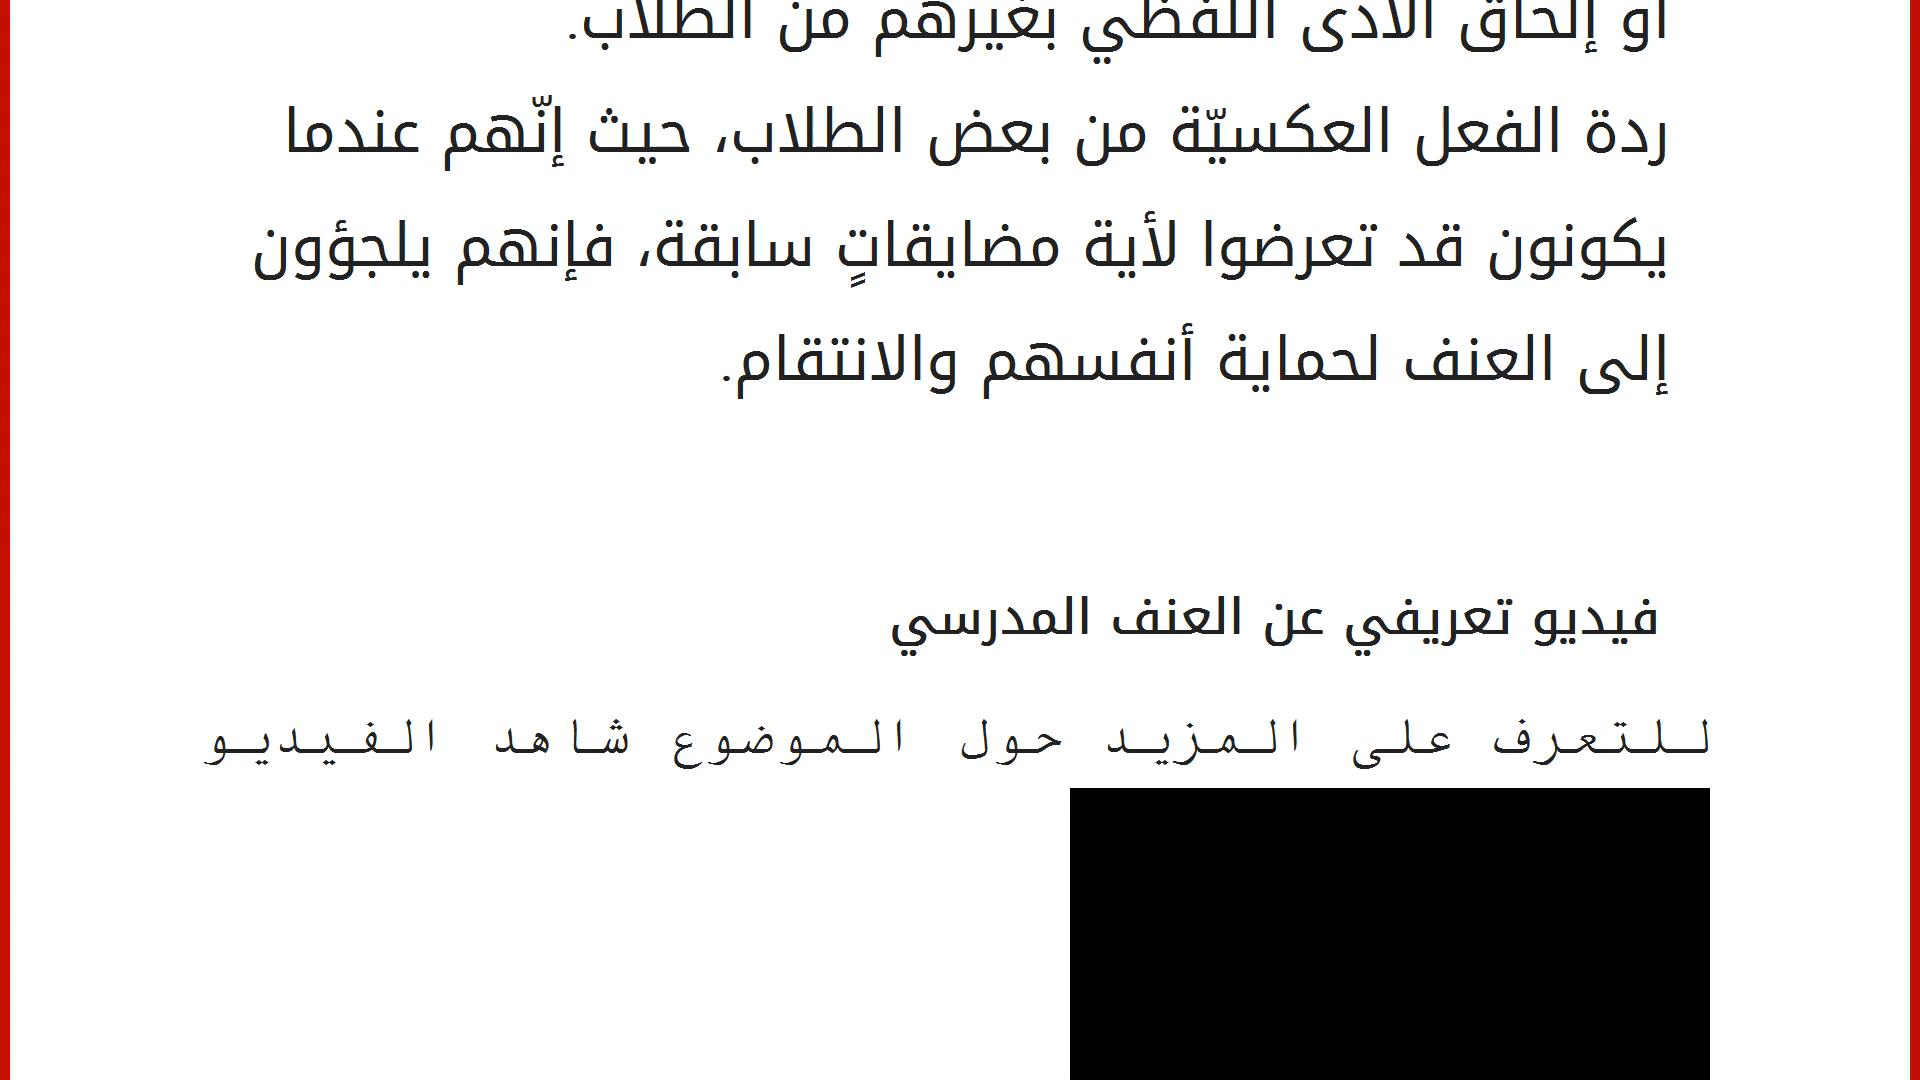 أو إلحاق الأذى اللفظي بغيرهم من الطلاب.
ردة الفعل العكسيّة من بعض الطلاب، حيث إنّهم عندما
يكونون قد تعرضوا لأية مضايقاتٍ سابقة، فإنهم يلجؤون
إلى العنف لحماية أنفسهم والانتقام.
فيديو تعريفي عن العنف المدرسي
للتعرف على المزيد حول الموضوع شاهد الفيديو